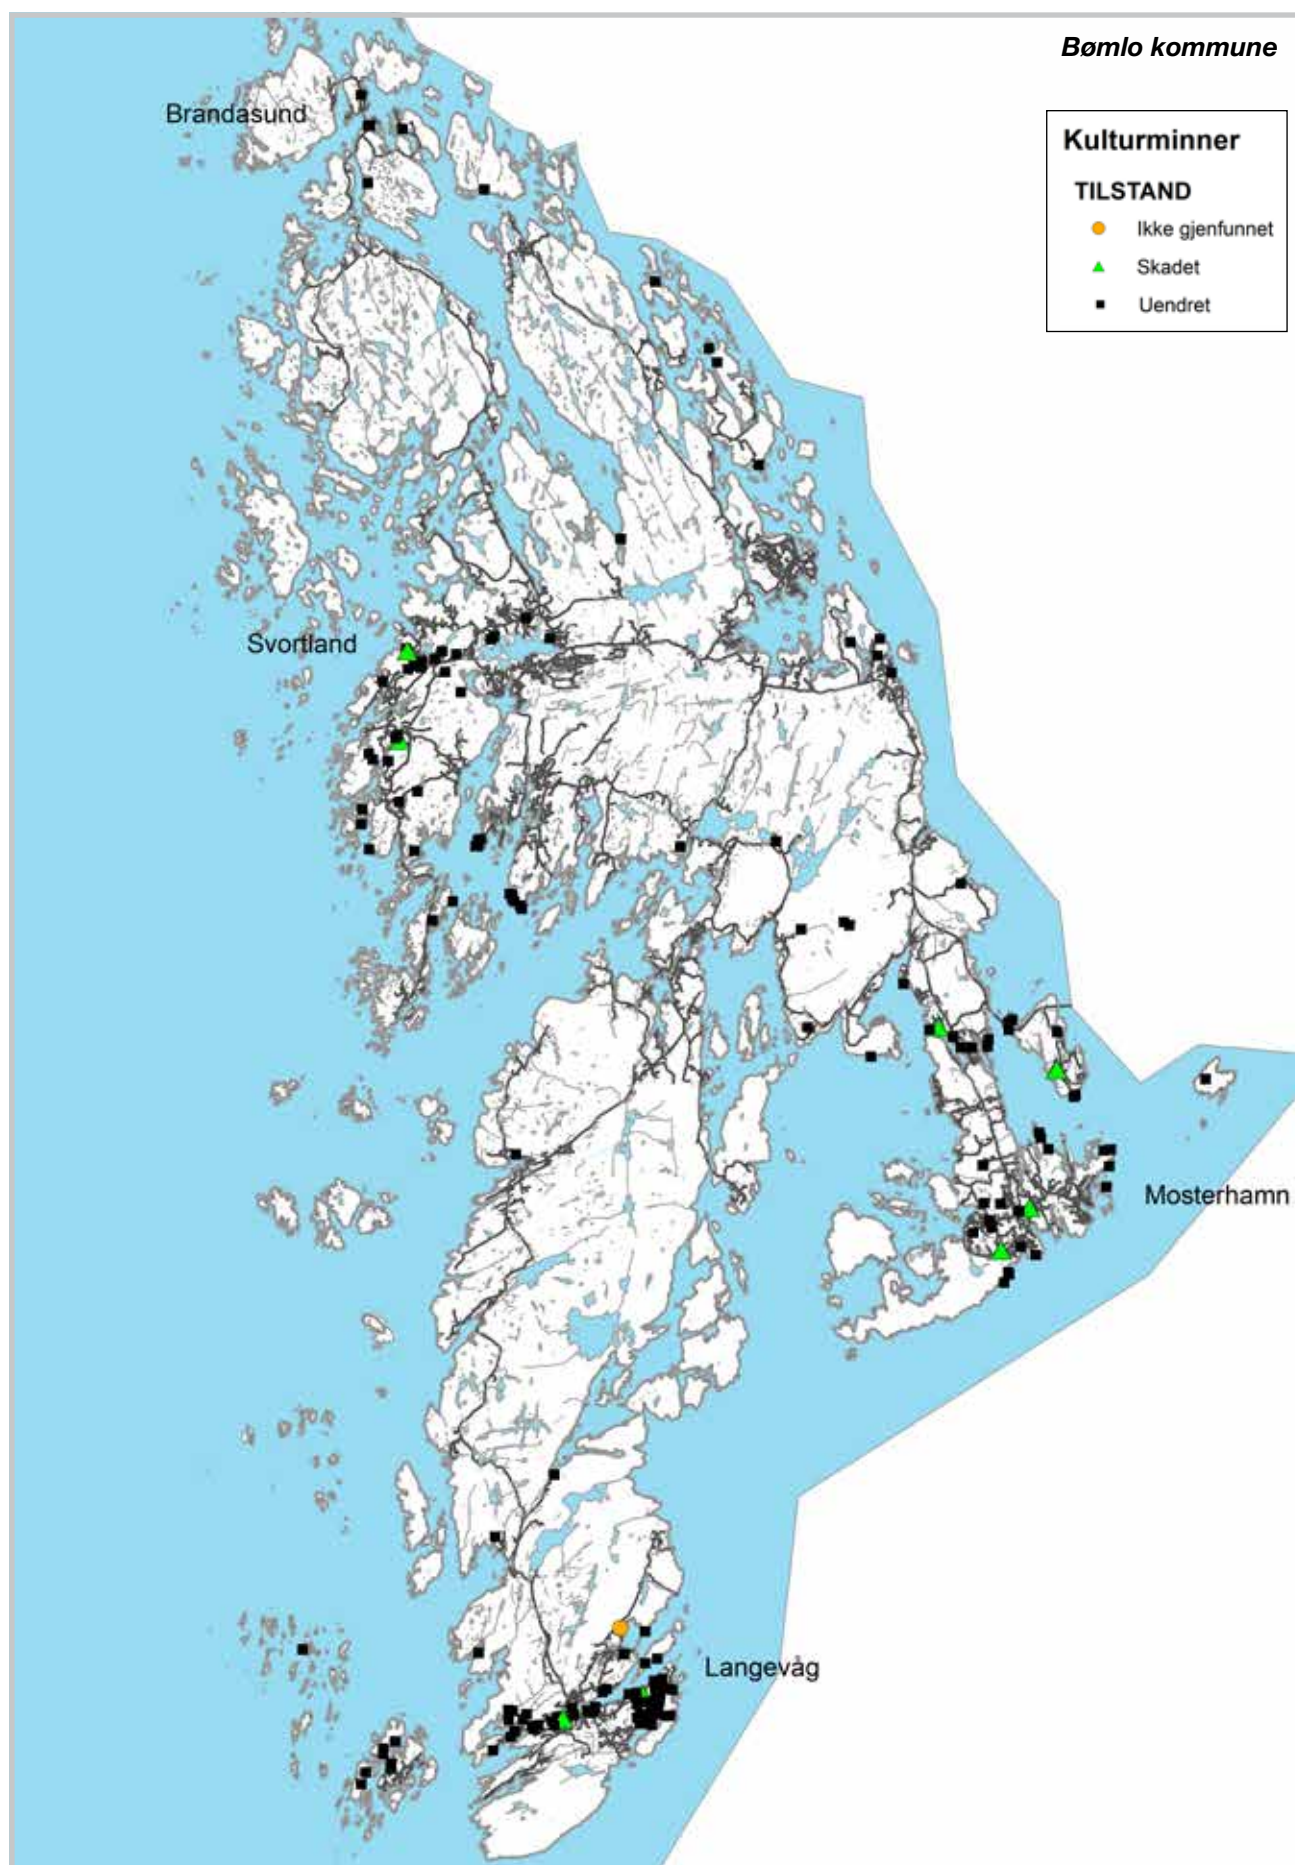 Bømlo kommune
Kulturminner
TILSTAND
Ikke gjenfunnet
Skadet
Uendret
Brandasund
Svortland
Mosterhamn
Langevåg